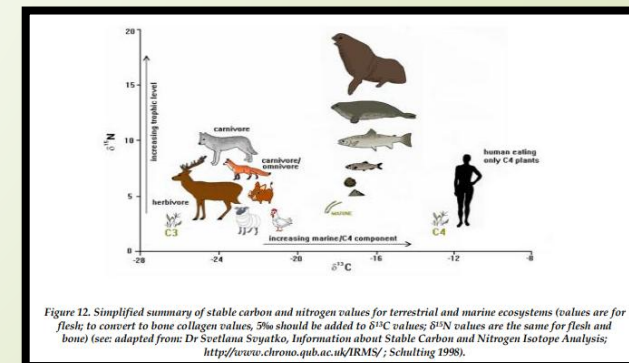 20
15
10
5
0
δ¹⁵N
increasing trophic level
carnivore
carnivore/
omnivore
herbivore
C3
MARINE
human eating
only C4 plants
C4
increasing marine/C4 component
-28
-24
-20
-16
-12
-8
δ¹³C
Figure 12. Simplified summary of stable carbon and nitrogen values for terrestrial and marine ecosystems (values are for
flesh; to convert to bone collagen values, 5‰ should be added to δ¹³C values; δ¹⁵N values are the same for flesh and
bone) (see: adapted from: Dr Svetlana Svyatko, Information about Stable Carbon and Nitrogen Isotope Analysis;
http://www.chrono.qub.ac.uk/IRMS/ ; Schulting 1998).